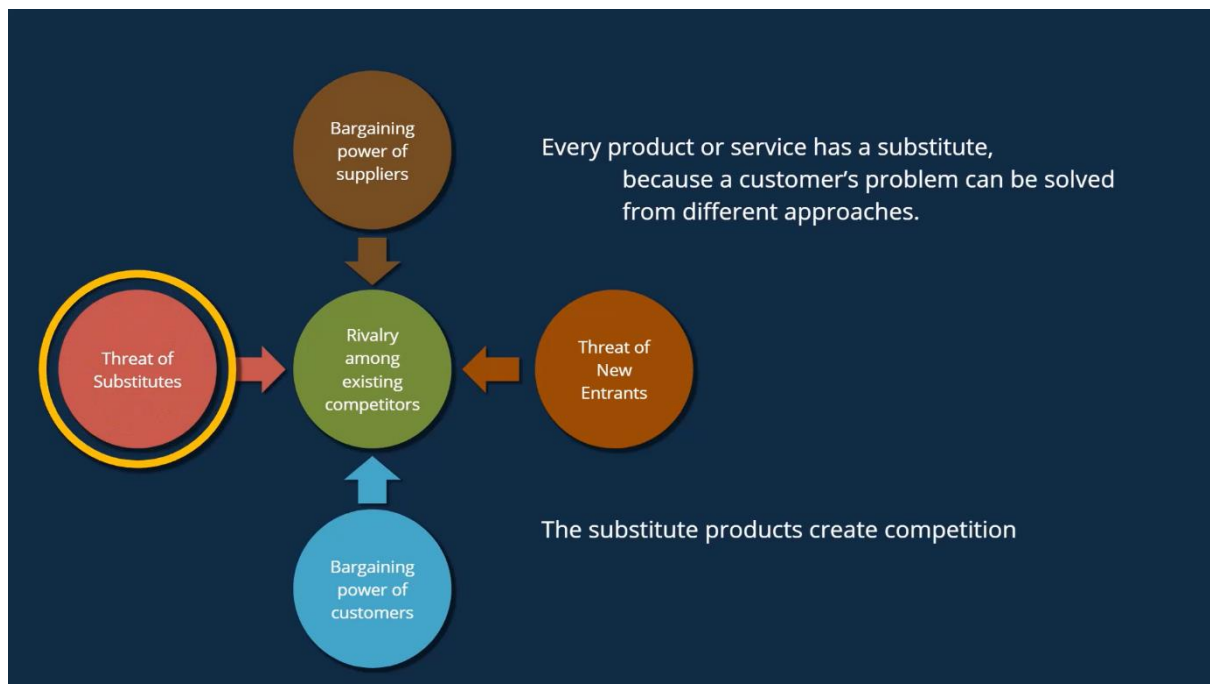 Bargaining
power of
suppliers
Every product or service has a substitute,
because a customer’s problem can be solved
from different approaches.
Threat of
Substitutes
Rivalry
among
existing
competitors
Threat of
New
Entrants
The substitute products create competition
Bargaining
power of
customers